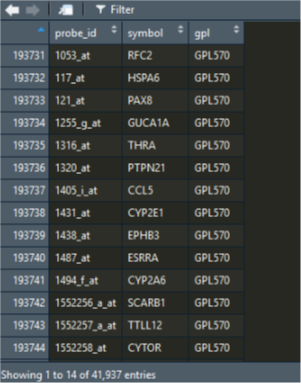 Filter
probe_id symbol gpl
193731 1053_at RFC2 GPL570
193732 117_at HSPA6 GPL570
193733 121_at PAX8 GPL570
193734 1255_g_at GUCA1A GPL570
193735 1316_at THRA GPL570
193736 1320_at PTPN21 GPL570
193737 1405_i_at CCL5 GPL570
193738 1431_at CYP2E1 GPL570
193739 1438_at EPHB3 GPL570
193740 1487_at ESRRA GPL570
193741 1494_f_at CYP2A6 GPL570
193742 1552256_a_at SCARB1 GPL570
193743 1552257_a_at TTLL12 GPL570
193744 1552258_at CYTOR GPL570
Showing 1 to 14 of 41,937 entries